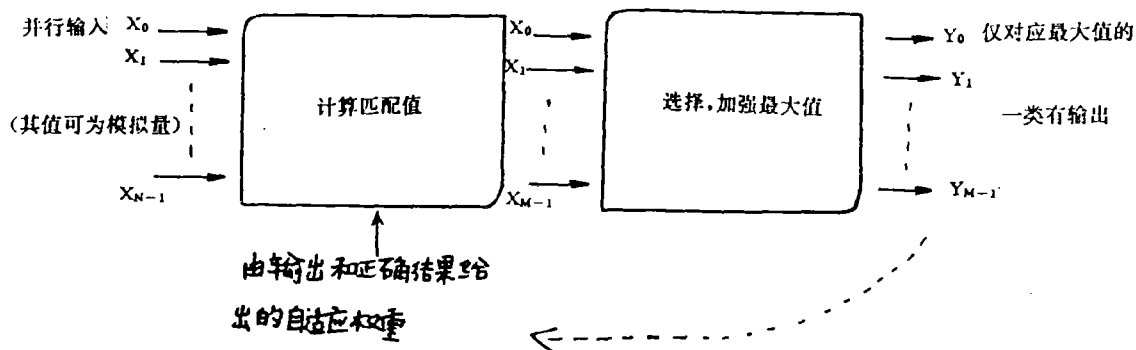 并行输入 X₀ X₀ Y₀ 仅对应最大值的
X₁ X₁ Y₁
(其值可为模拟量) 计算匹配值 选择,加强最大值 一类有输出
X_{N-1} X_{M-1} Y_{M-1}
由输出和正确结果给
出的自适应权重